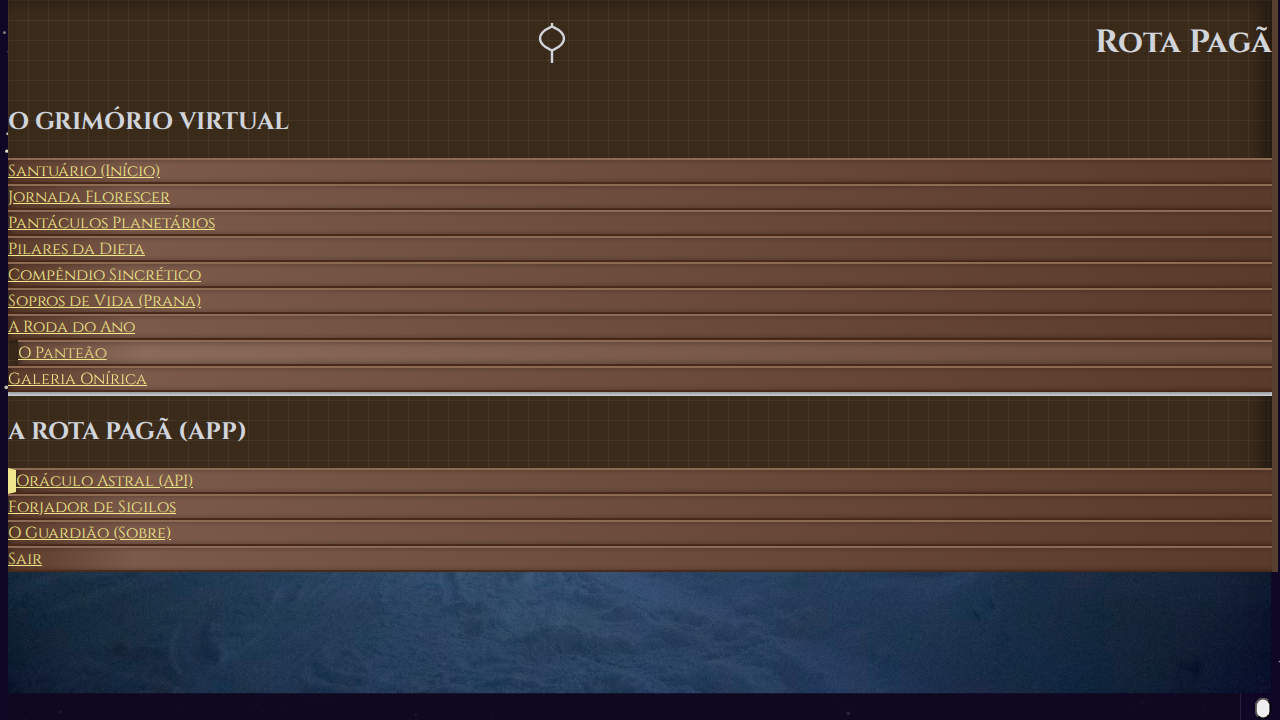 Rota Pagã
O GRIMÓRIO VIRTUAL
Santuário (Início)
Jornada Florescer
Pantáculos Planetários
Pilares da Dieta
Compêndio Sincrético
Sopros de Vida (Prana)
A Roda do Ano
O Panteão
Galeria Onírica
A ROTA PAGÃ (APP)
Oráculo Astral (API)
Forjador de Sigilos
O Guardião (Sobre)
Sair